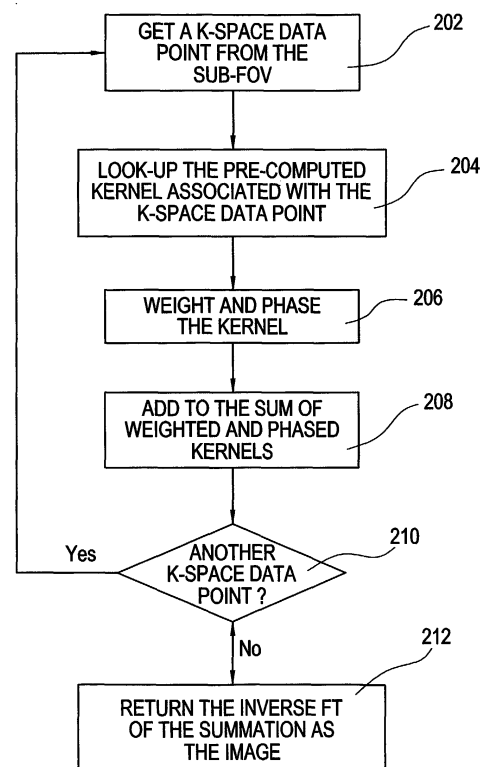 GET A K-SPACE DATA
POINT FROM THE
SUB-FOV
202
LOOK-UP THE PRE-COMPUTED
KERNEL ASSOCIATED WITH THE
K-SPACE DATA POINT
204
WEIGHT AND PHASE
THE KERNEL
206
ADD TO THE SUM OF
WEIGHTED AND PHASED
KERNELS
208
ANOTHER
K-SPACE DATA
POINT ?
210
Yes
No
212
RETURN THE INVERSE FT
OF THE SUMMATION AS
THE IMAGE